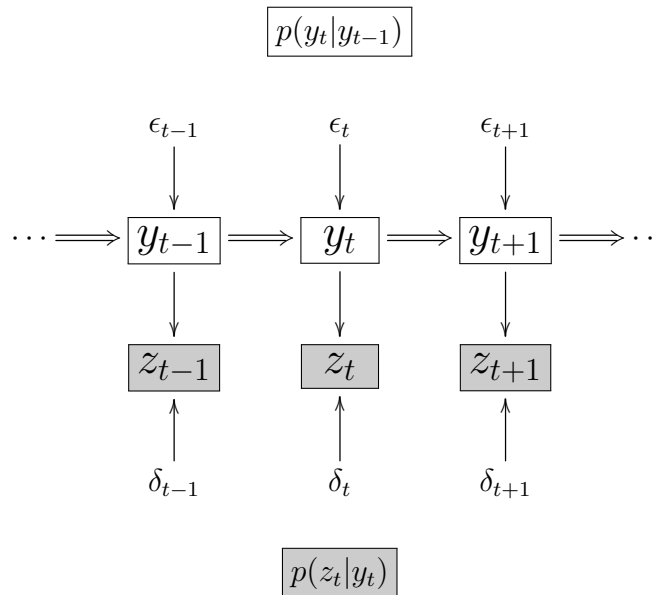 p(y_t|y_{t−1})
ϵ_{t−1} ϵ_t ϵ_{t+1}
··· y_{t−1} y_t y_{t+1} ··
z_{t−1} z_t z_{t+1}
δ_{t−1} δ_t δ_{t+1}
p(z_t|y_t)